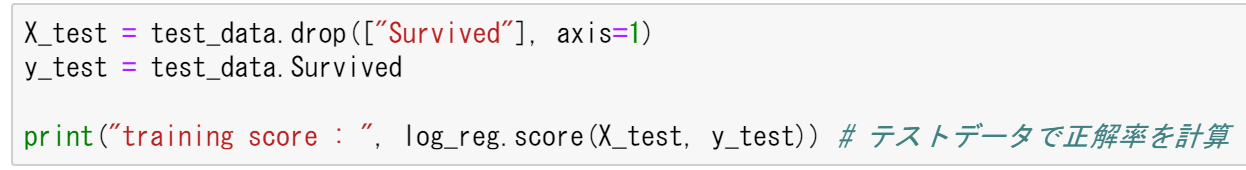 X_test = test_data.drop(["Survived"], axis=1)
y_test = test_data.Survived
print("training score : ", log_reg.score(X_test, y_test)) # テストデータで正解率を計算